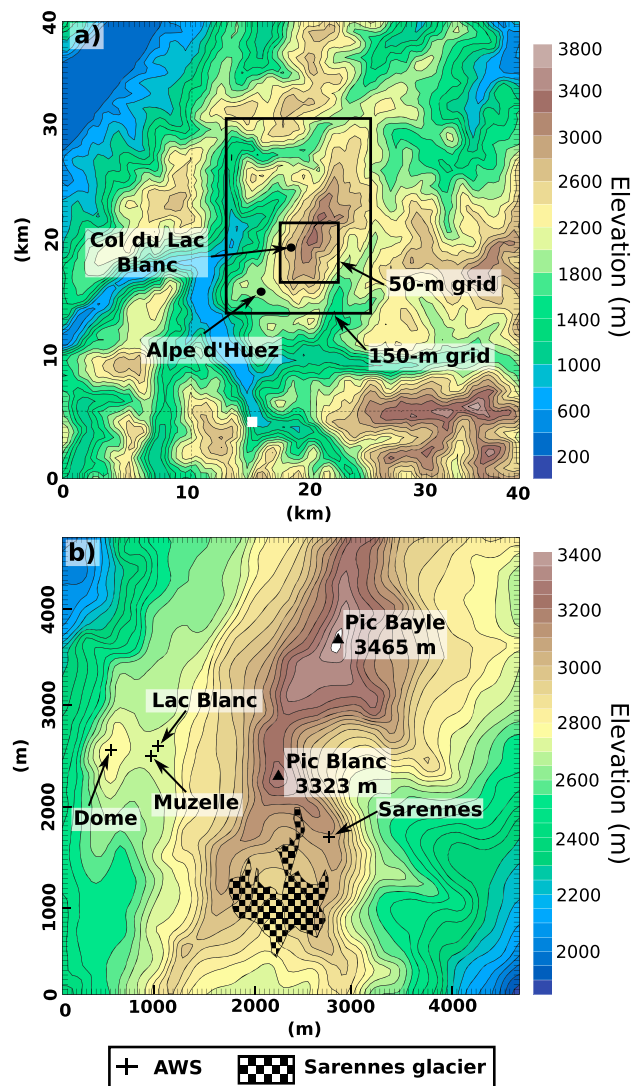 a)
40
30
20
10
0
(km)
0
10
20
30
40
(km)
Col du Lac
Blanc
Alpe d'Huez
50-m grid
150-m grid
3800
3400
3000
2600
2200
1800
1400
1000
600
200
Elevation (m)
b)
4000
3000
2000
1000
0
(m)
0
1000
2000
3000
4000
(m)
Pic Bayle
3465 m
Lac Blanc
Pic Blanc
3323 m
Dome
Muzelle
Sarennes
3400
3200
3000
2800
2600
2400
2200
2000
Elevation (m)
AWS
Sarennes glacier